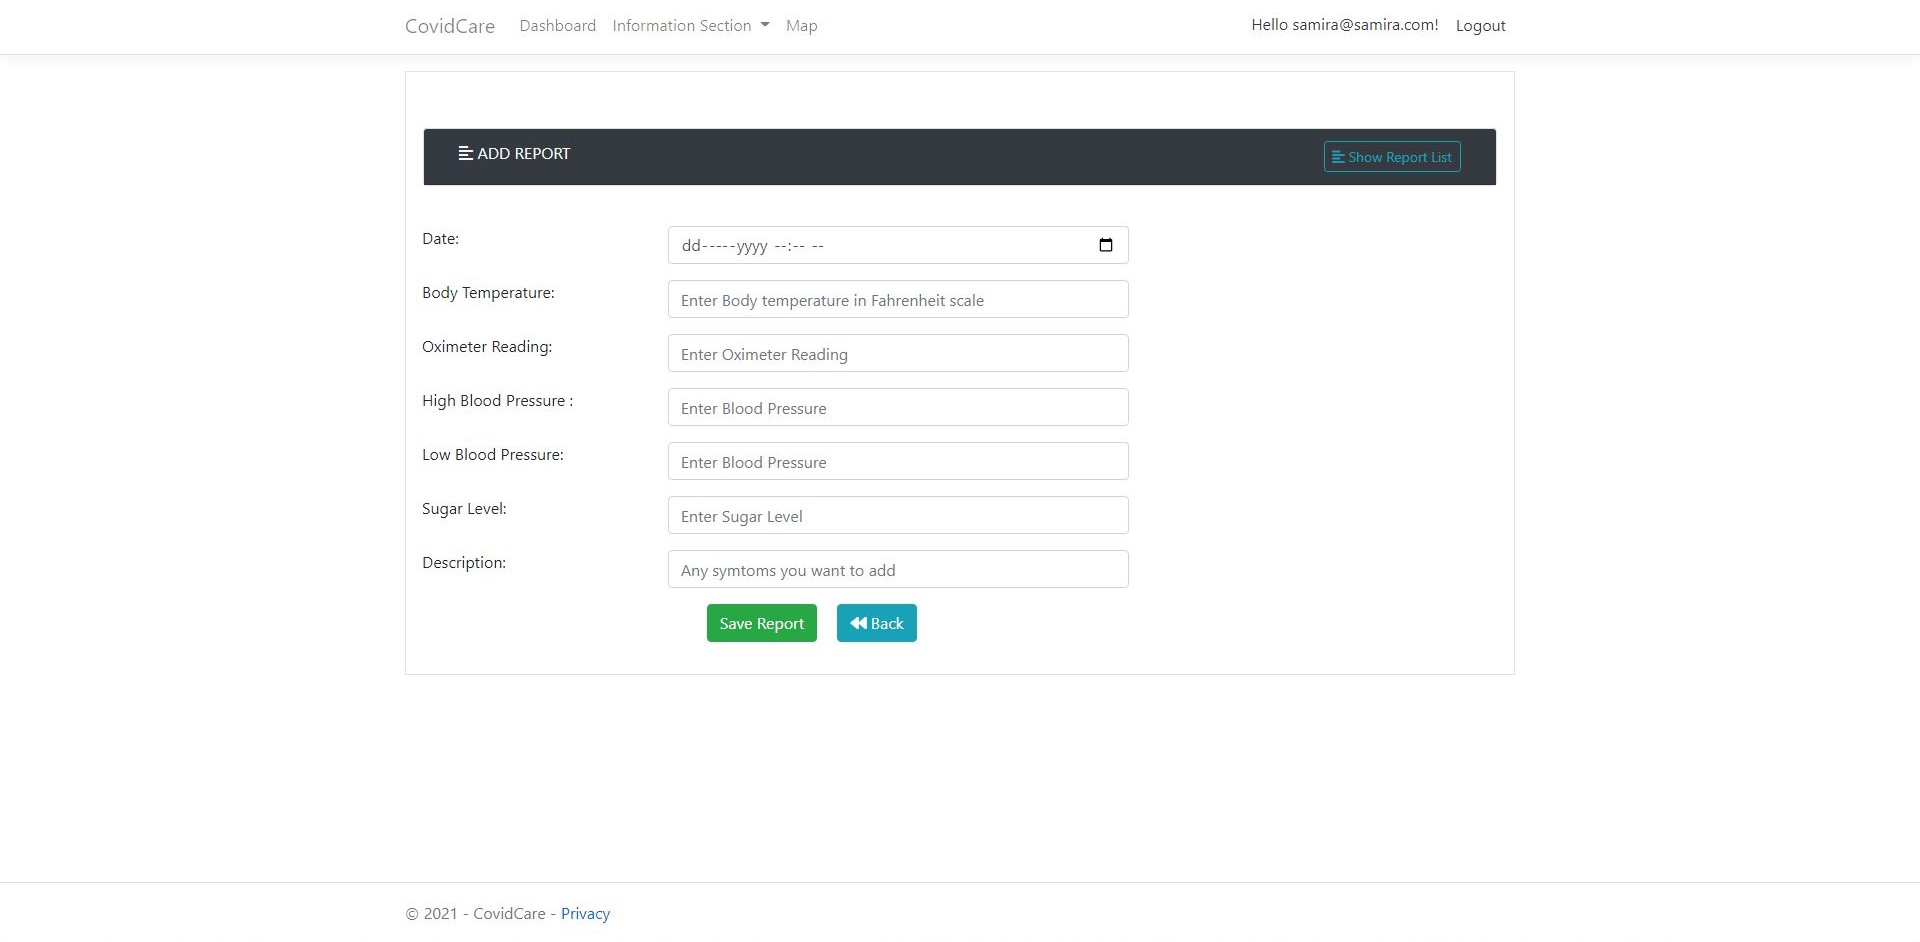 CovidCare Dashboard Information Section Map Hello samira@samira.com! Logout
ADD REPORT Show Report List
Date: dd-----yyyy --:-- --
Body Temperature: Enter Body temperature in Fahrenheit scale
Oximeter Reading: Enter Oximeter Reading
High Blood Pressure : Enter Blood Pressure
Low Blood Pressure: Enter Blood Pressure
Sugar Level: Enter Sugar Level
Description: Any symtoms you want to add
Save Report Back
© 2021 - CovidCare - Privacy